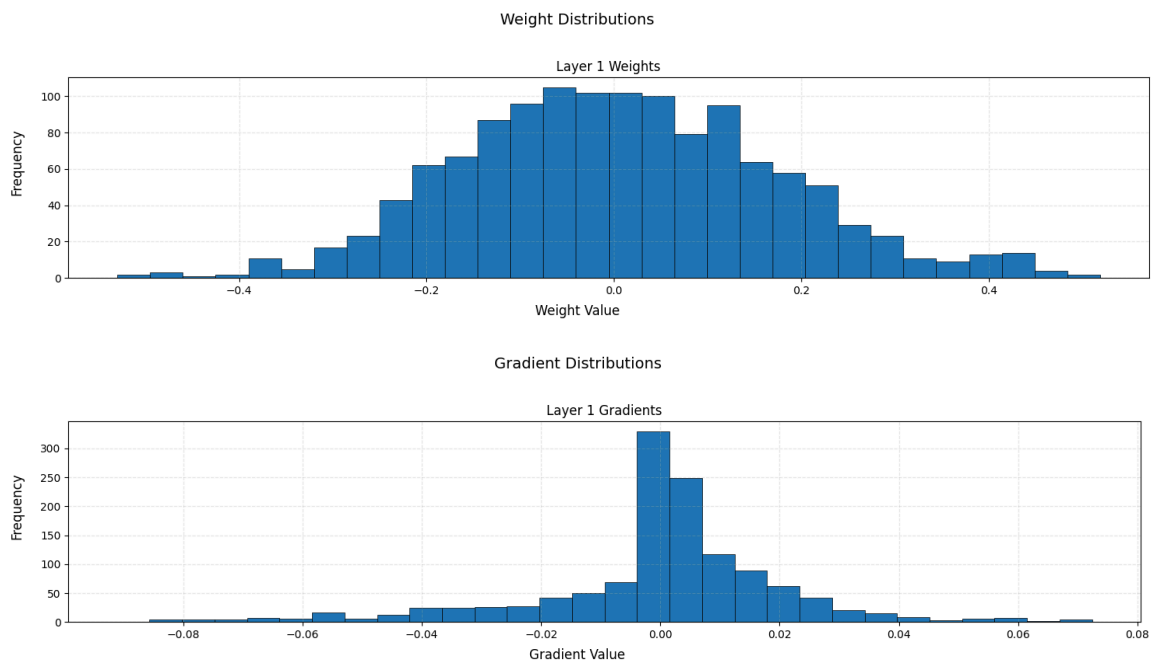 Weight Distributions
Layer 1 Weights
Frequency
100
80
60
40
20
0
−0.4 −0.2 0.0 0.2 0.4
Weight Value
Gradient Distributions
Layer 1 Gradients
Frequency
300
250
200
150
100
50
0
−0.08 −0.06 −0.04 −0.02 0.00 0.02 0.04 0.06 0.08
Gradient Value